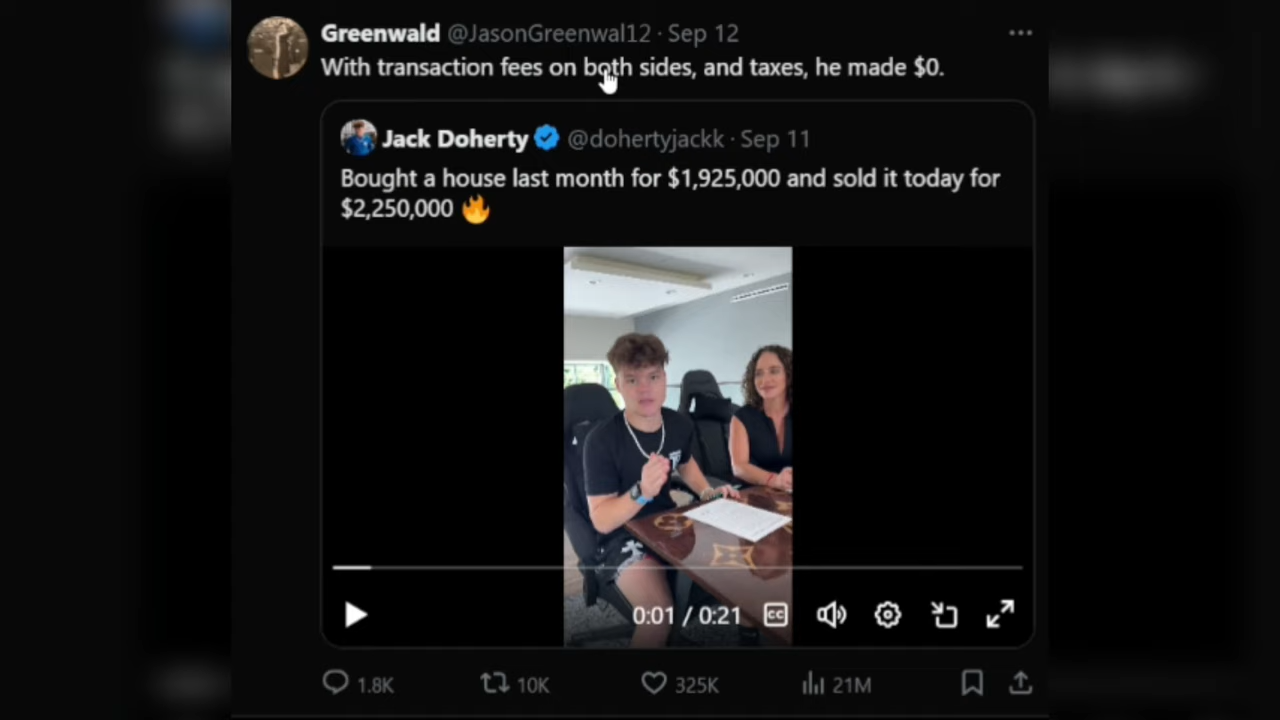 Greenwald @JasonGreenwal12 · Sep 12
With transaction fees on both sides, and taxes, he made $0.
Jack Doherty @dohertyjackk · Sep 11
Bought a house last month for $1,925,000 and sold it today for
$2,250,000 🔥
0:01 / 0:21 CC
1.8K 10K 325K 21M